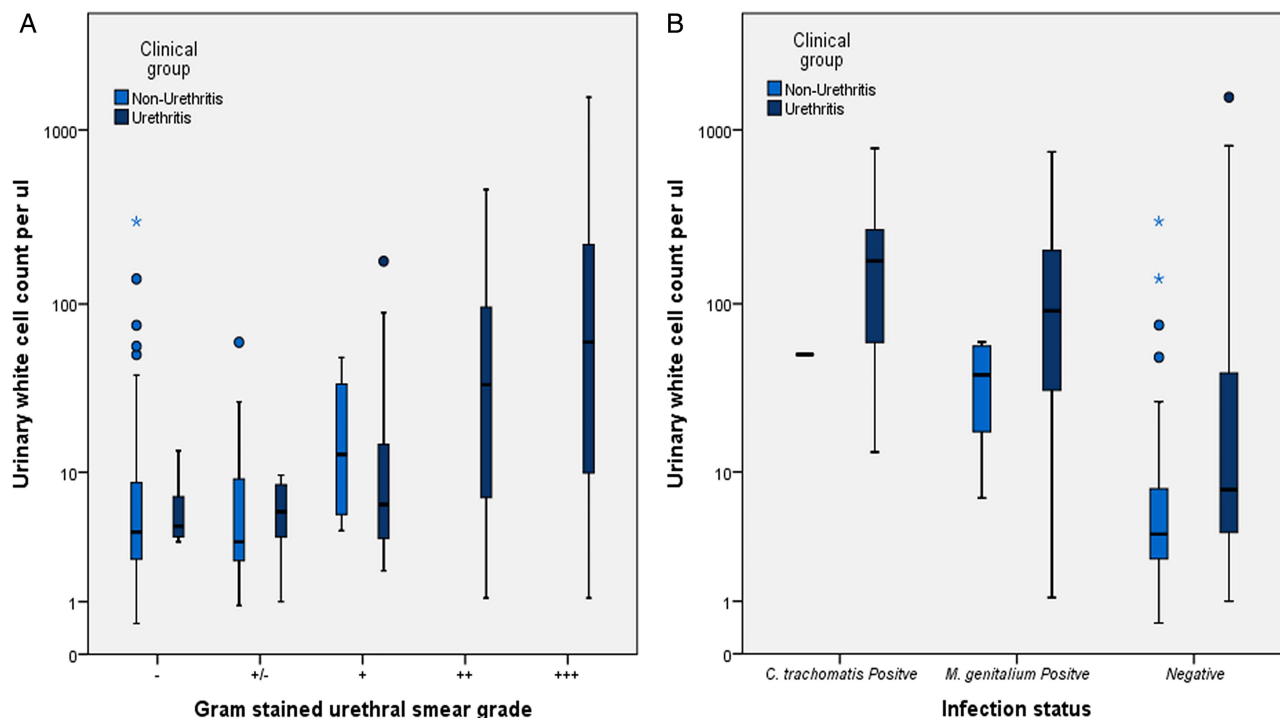 A
Clinical
group
Non-Urethritis
Urethritis
Urinary white cell count per ul
1000
100
10
1
0
-
+/-
+
++
+++
Gram stained urethral smear grade
B
Clinical
group
Non-Urethritis
Urethritis
Urinary white cell count per ul
1000
100
10
1
0
C. trachomatis Positve
M. genitalium Positve
Negative
Infection status